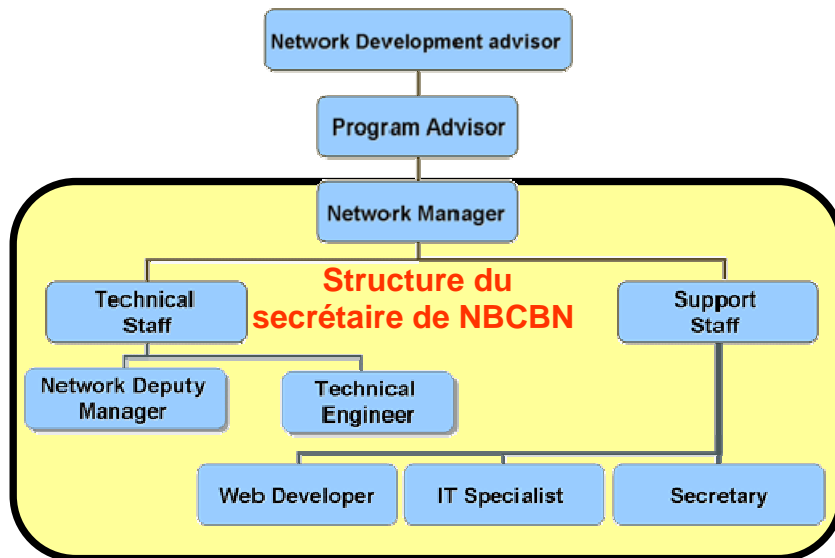 Network Development advisor
Program Advisor
Network Manager
Structure du
secrétaire de NBCBN
Technical
Staff
Support
Staff
Network Deputy
Manager
Technical
Engineer
Web Developer
IT Specialist
Secretary